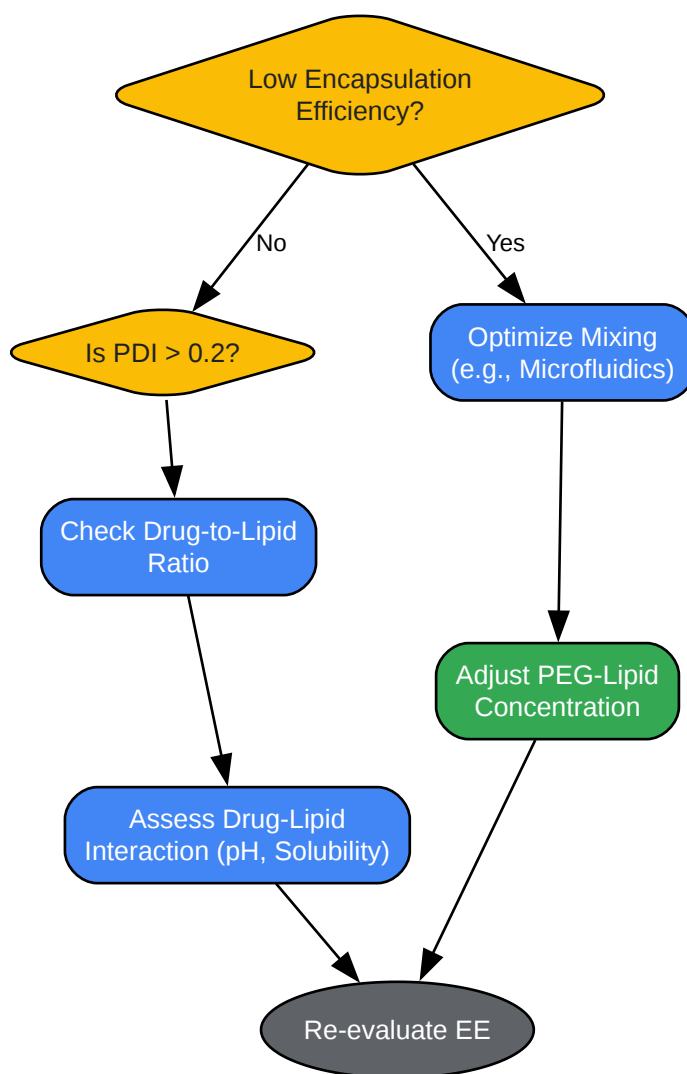 Low Encapsulation
Efficiency?
No
Yes
Is PDI > 0.2?
Optimize Mixing
(e.g., Microfluidics)
Check Drug-to-Lipid
Ratio
Adjust PEG-Lipid
Concentration
Assess Drug-Lipid
Interaction (pH, Solubility)
Re-evaluate EE